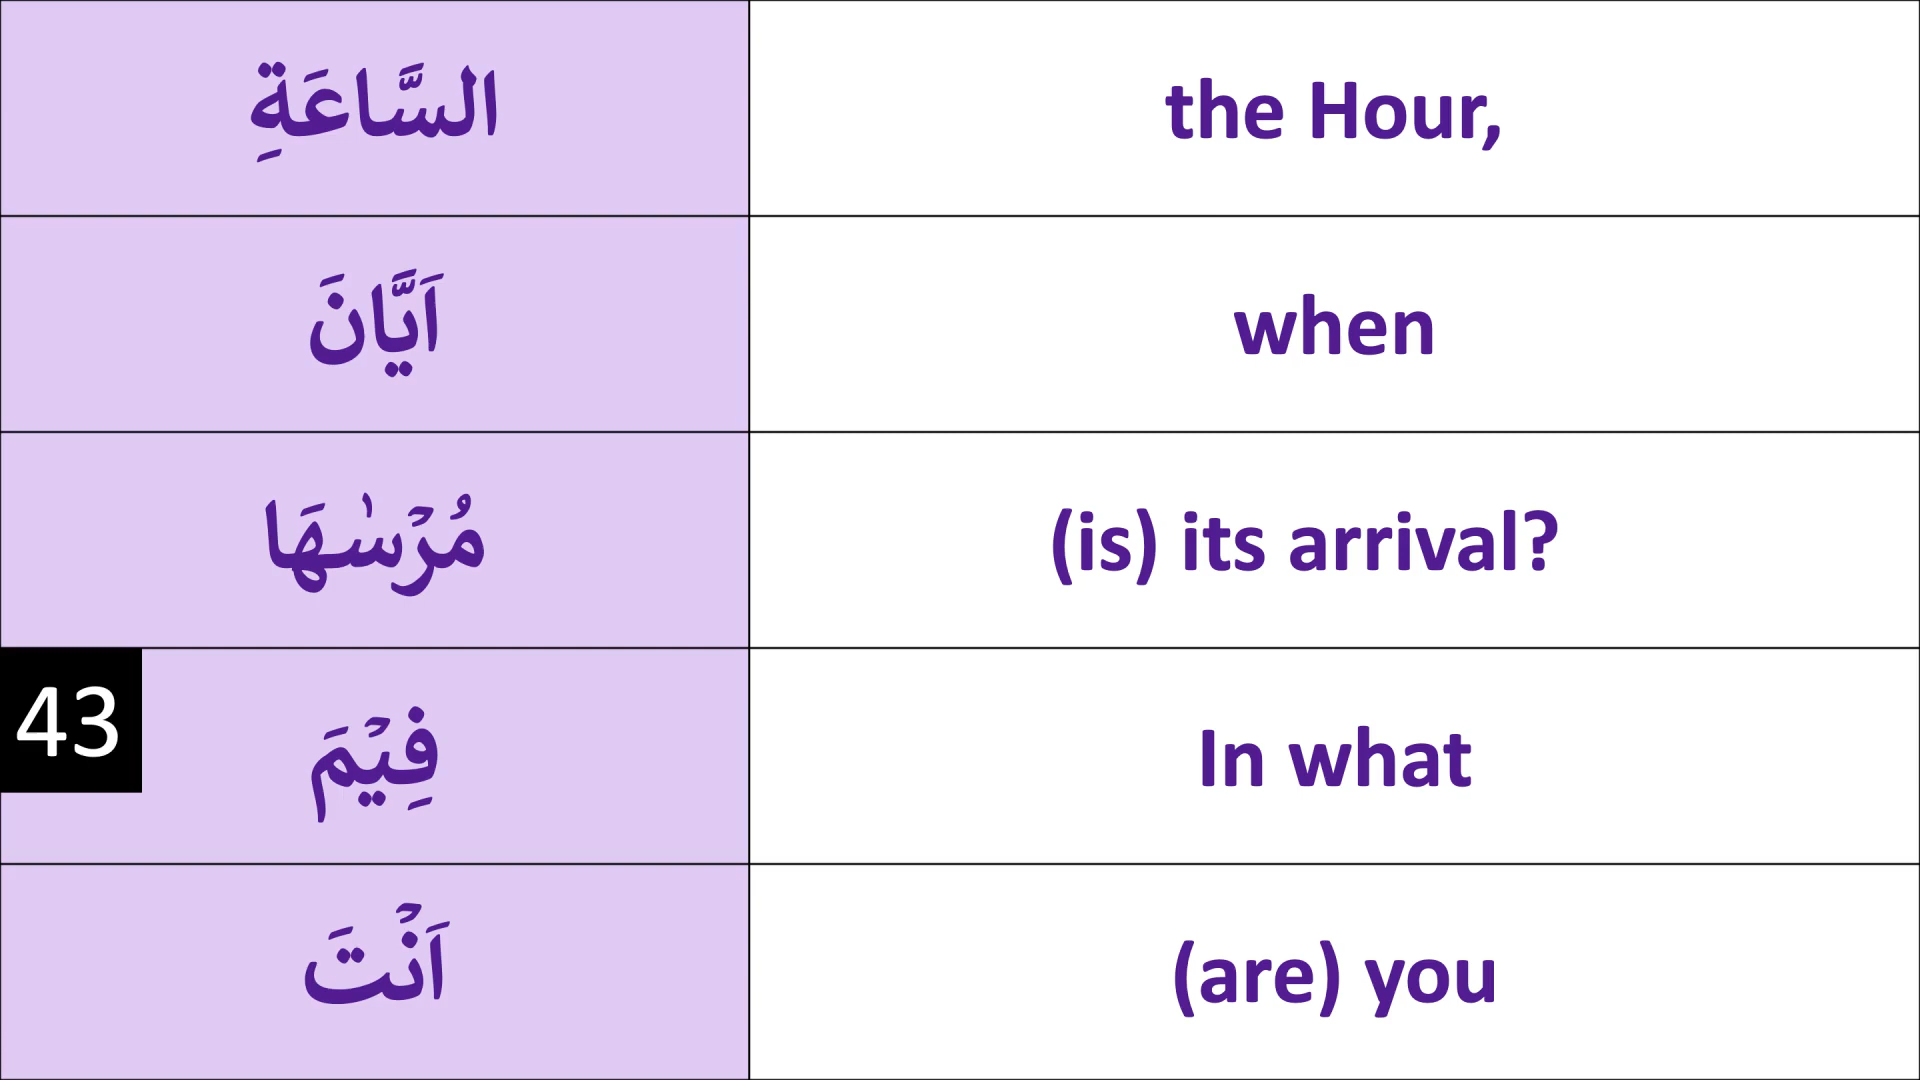 السَّاعَةِ the Hour,
اَيَّانَ when
مُرْسٰهَا (is) its arrival?
43 فِيْمَ In what
اَنْتَ (are) you